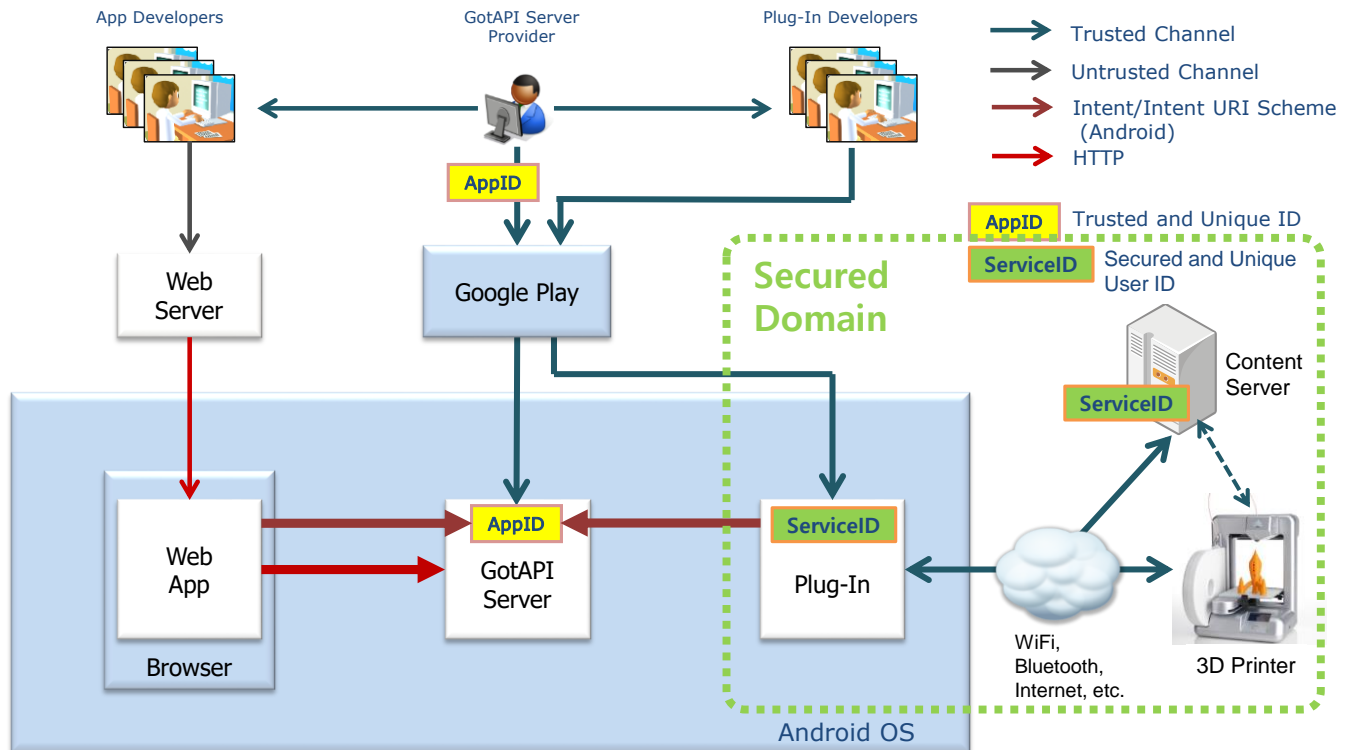 App Developers
GotAPI Server
Provider
Plug-In Developers
Trusted Channel
Untrusted Channel
Intent/Intent URI Scheme
(Android)
HTTP
AppID
AppID
Trusted and Unique ID
ServiceID
Secured and Unique
User ID
Web
Server
Google Play
Secured
Domain
Content
Server
ServiceID
AppID
ServiceID
Web
App
GotAPI
Server
Plug-In
Browser
WiFi,
Bluetooth,
Internet, etc.
3D Printer
Android OS